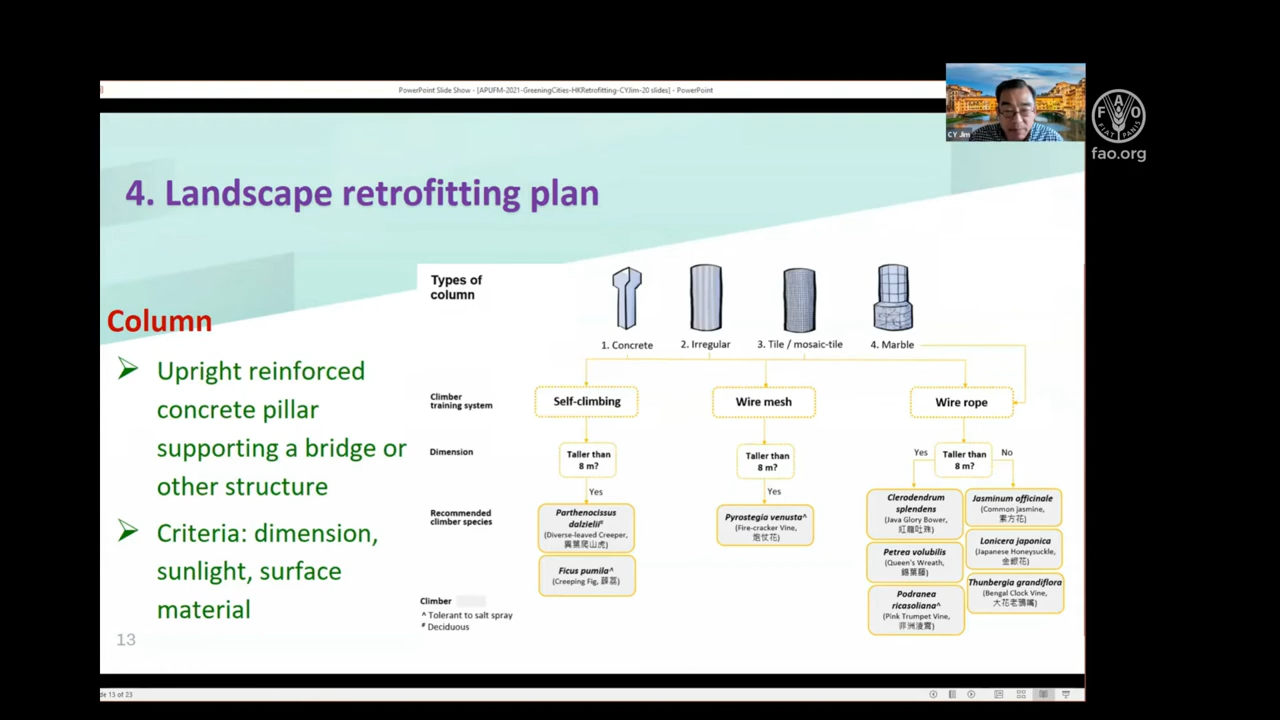 PowerPoint Slide Show - [APUFM-2021-GreeningCities-HKRetrofitting-CYJim-20 slides] - PowerPoint
CY Jim
F A O
FIAT PANIS
fao.org
4. Landscape retrofitting plan
Column
Upright reinforced
concrete pillar
supporting a bridge or
other structure
Criteria: dimension,
sunlight, surface
material
13
Types of
column
1. Concrete
2. Irregular
3. Tile / mosaic-tile
4. Marble
Climber
training system
Self-climbing
Wire mesh
Wire rope
Dimension
Taller than
8 m?
Taller than
8 m?
Yes
Taller than
8 m?
No
Yes
Yes
Recommended
climber species
Parthenocissus
dalzielii#
(Diverse-leaved Creeper,
異葉爬山虎)
Ficus pumila^
(Creeping Fig, 薜荔)
Pyrostegia venusta^
(Fire-cracker Vine,
炮仗花)
Clerodendrum
splendens
(Java Glory Bower,
紅龍吐珠)
Petrea volubilis
(Queen's Wreath,
錫葉藤)
Podranea
ricasoliana^
(Pink Trumpet Vine,
非洲凌霄)
Jasminum officinale
(Common jasmine,
素方花)
Lonicera japonica
(Japanese Honeysuckle,
金銀花)
Thunbergia grandiflora
(Bengal Clock Vine,
大花老鴉嘴)
Climber
^ Tolerant to salt spray
# Deciduous
de 13 of 23